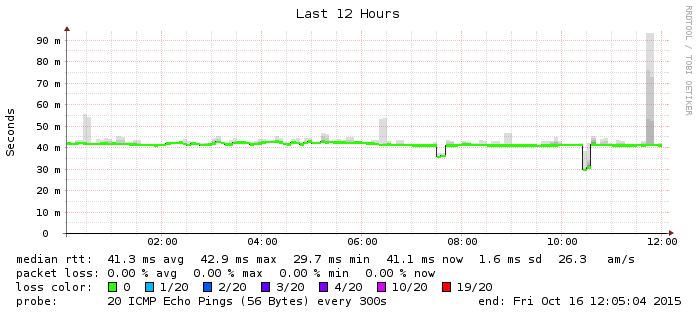 Last 12 Hours
RRDTOOL / TOBI OETIKER
Seconds
90 m
80 m
70 m
60 m
50 m
40 m
30 m
20 m
10 m
0
02:00 04:00 06:00 08:00 10:00 12:00
median rtt: 41.3 ms avg 42.9 ms max 29.7 ms min 41.1 ms now 1.6 ms sd 26.3 am/s
packet loss: 0.00 % avg 0.00 % max 0.00 % min 0.00 % now
loss color: 0 1/20 2/20 3/20 4/20 10/20 19/20
probe: 20 ICMP Echo Pings (56 Bytes) every 300s end: Fri Oct 16 12:05:04 2015